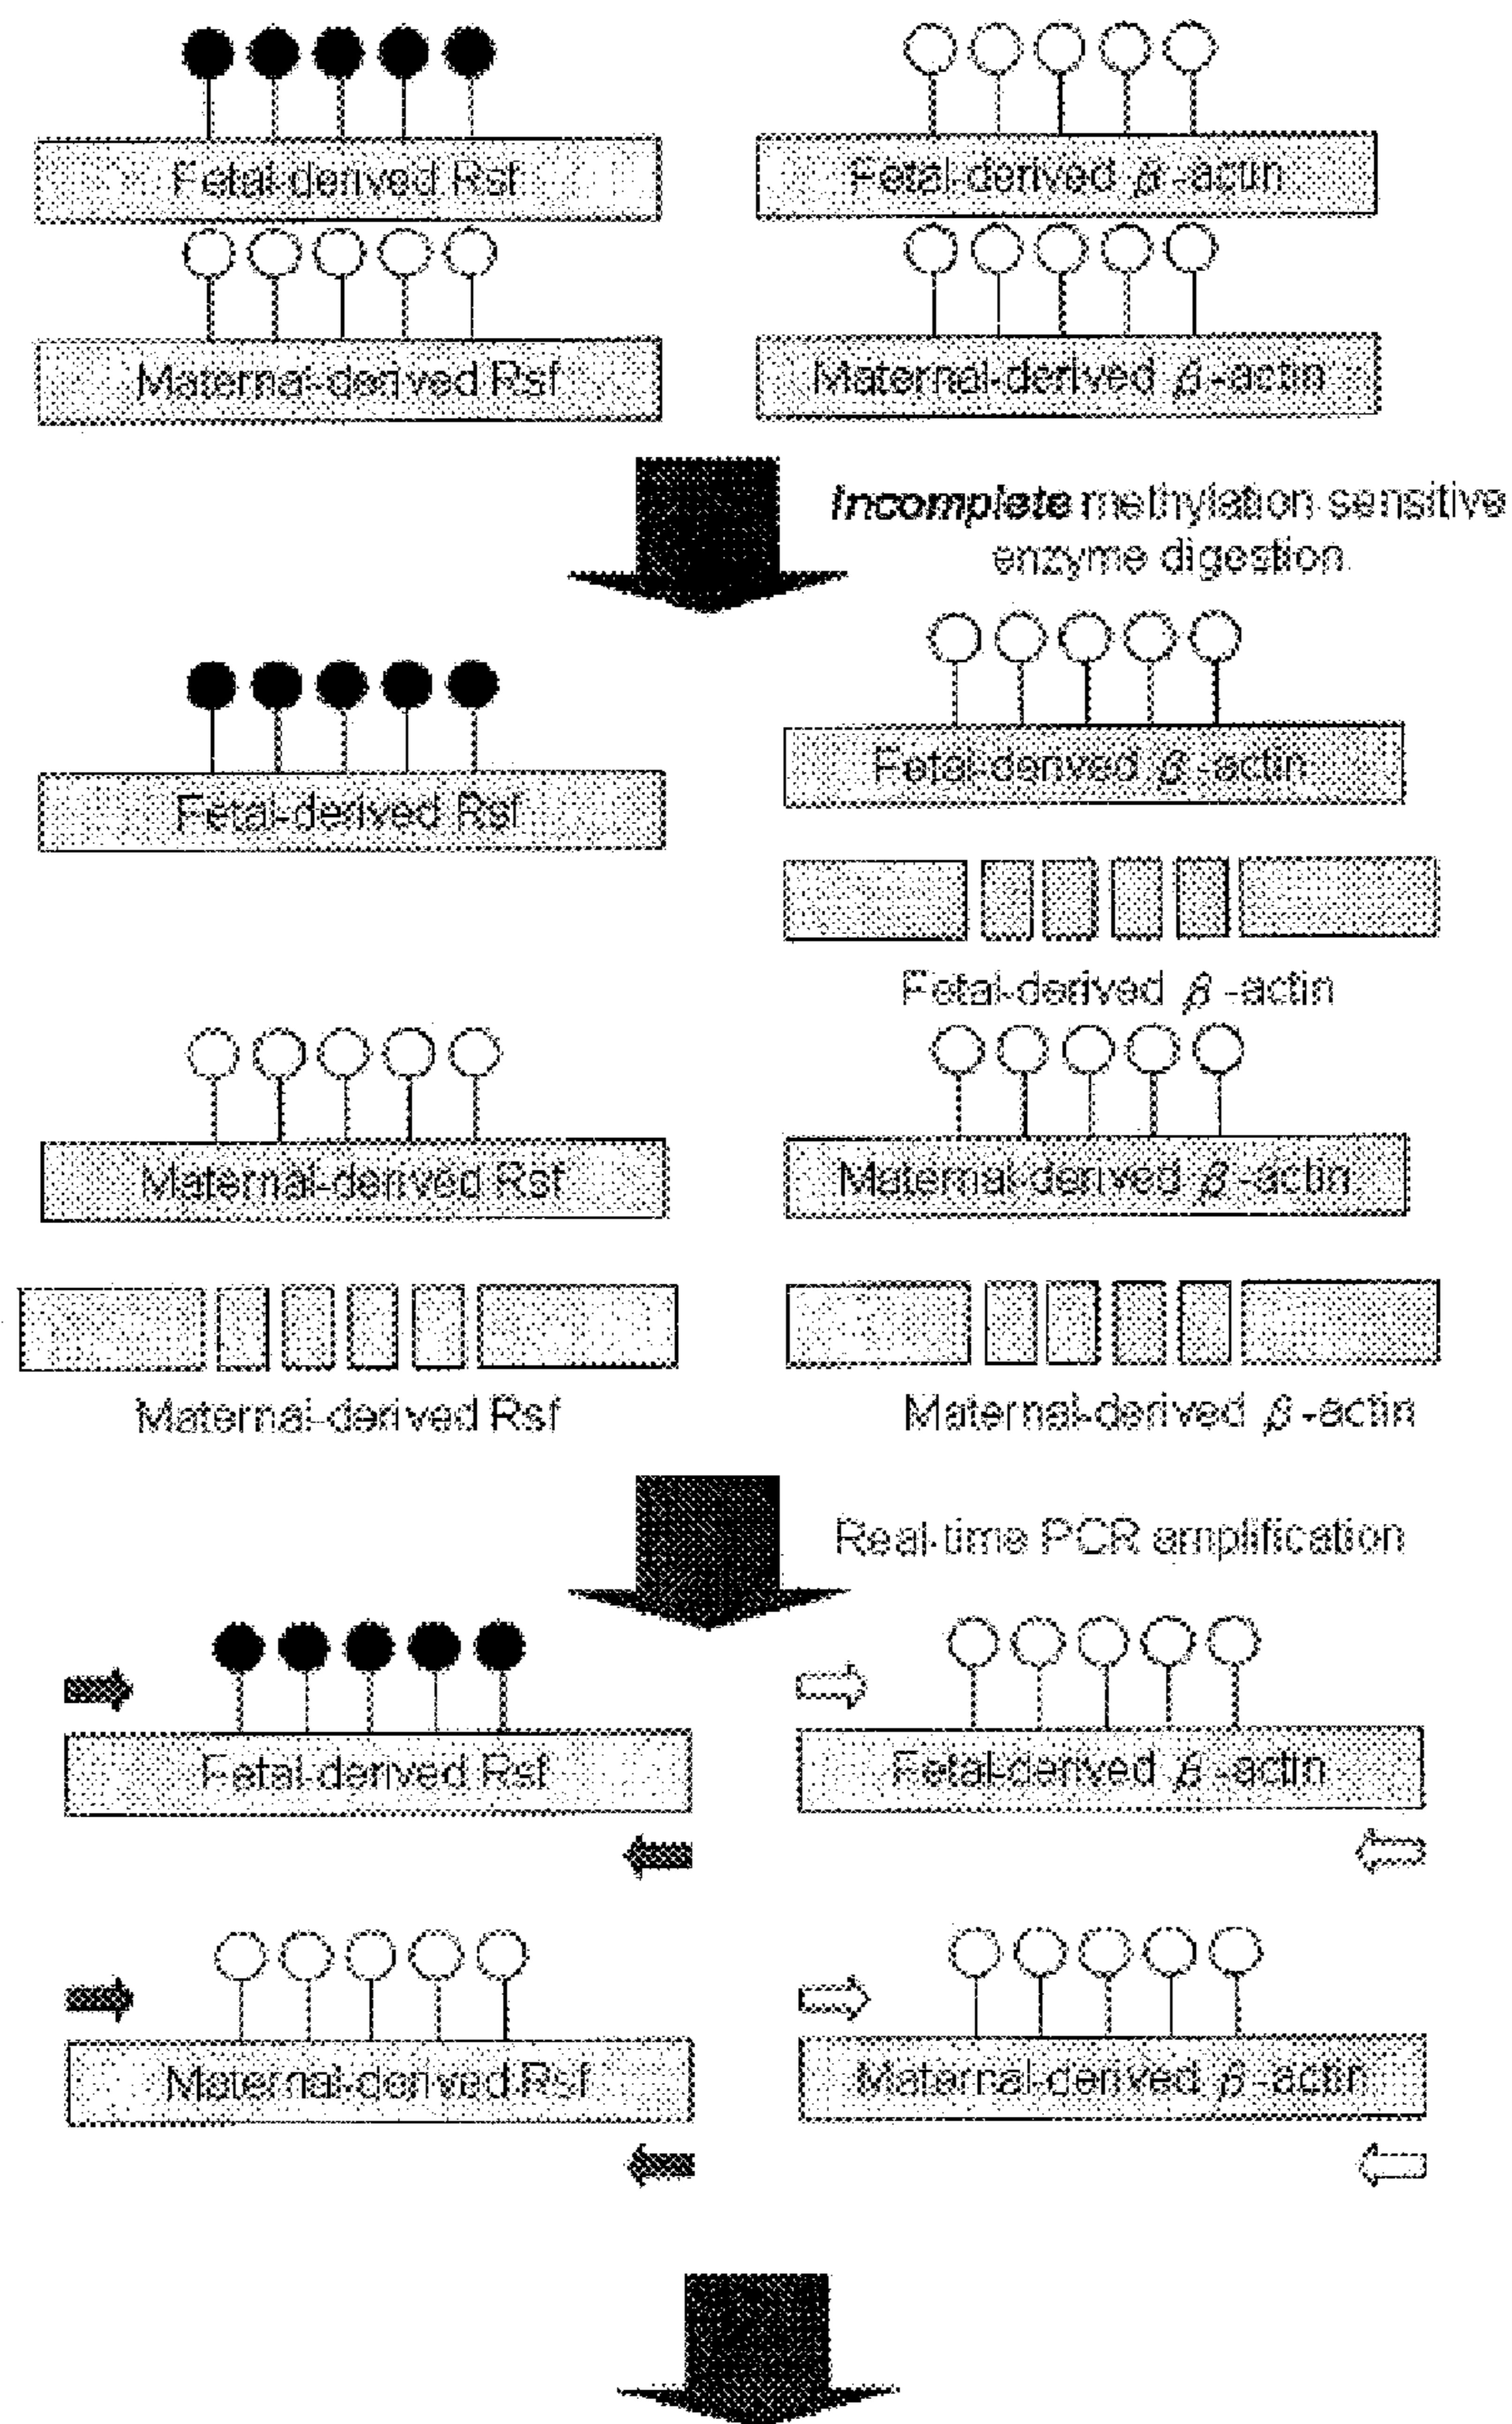 Fetal-derived Rsf
Fetal-derived β-actin
Maternal-derived Rsf
Maternal-derived β-actin
Incomplete methylation sensitive
enzyme digestion
Fetal-derived β-actin
Fetal-derived Rsf
Fetal-derived β-actin
Maternal-derived Rsf
Maternal-derived β-actin
Maternal-derived Rsf
Maternal-derived β-actin
Real-time PCR amplification
Fetal-derived Rsf
Fetal-derived β-actin
Maternal-derived Rsf
Maternal-derived β-actin